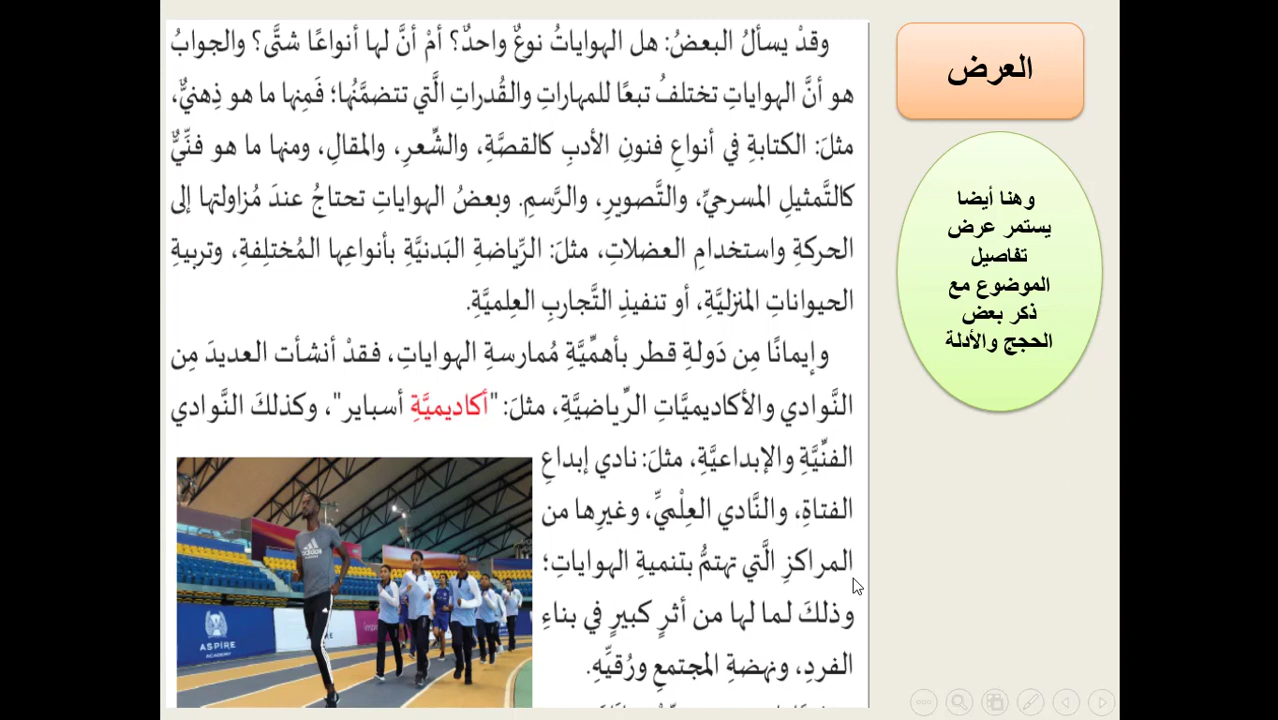 العرض
وهنا أيضا
يستمر عرض
تفاصيل
الموضوع مع
ذكر بعض
الحجج والأدلة
وقدْ يسألُ البعضُ: هل الهواياتُ نوعٌ واحدٌ؟ أمْ أنَّ لها أنواعًا شتَّى؟ والجوابُ
هو أنَّ الهواياتِ تختلفُ تبعًا للمهاراتِ والقُدراتِ الَّتي تتضمَّنُها؛ فَمِنها ما هو ذِهنيٌّ،
مثلَ: الكتابةِ في أنواعِ فنونِ الأدبِ كالقصَّةِ، والشِّعرِ، والمقالِ، ومنها ما هو فنِّيٌّ
كالتَّمثيلِ المسرحيِّ، والتَّصويرِ، والرَّسمِ. وبعضُ الهواياتِ تحتاجُ عندَ مُزاولتها إلى
الحركةِ واستخدامِ العضلاتِ، مثلَ: الرِّياضةِ البَدنيَّةِ بأنواعِها المُختلِفةِ، وتربيةِ
الحيواناتِ المنزليَّةِ، أو تنفيذِ التَّجاربِ العِلميَّةِ.
وإيمانًا مِن دَولةِ قطر بأهمِّيَّةِ مُمارسةِ الهواياتِ، فقدْ أنشأت العديدَ مِن
النَّوادي والأكاديميَّاتِ الرِّياضيَّةِ، مثلَ: "أكاديميَّةِ أسباير"، وكذلكَ النَّوادي
الفنِّيَّةِ والإبداعيَّةِ، مثلَ: نادي إبداعِ
الفتاةِ، والنَّادي العِلْميِّ، وغيرِها من
المراكزِ الَّتي تهتمُّ بتنميةِ الهواياتِ؛
وذلكَ لما لها من أثرٍ كبيرٍ في بناءِ
الفردِ، ونهضةِ المجتمعِ ورُقيِّهِ.
adidas
ASPIRE
ACADEMY